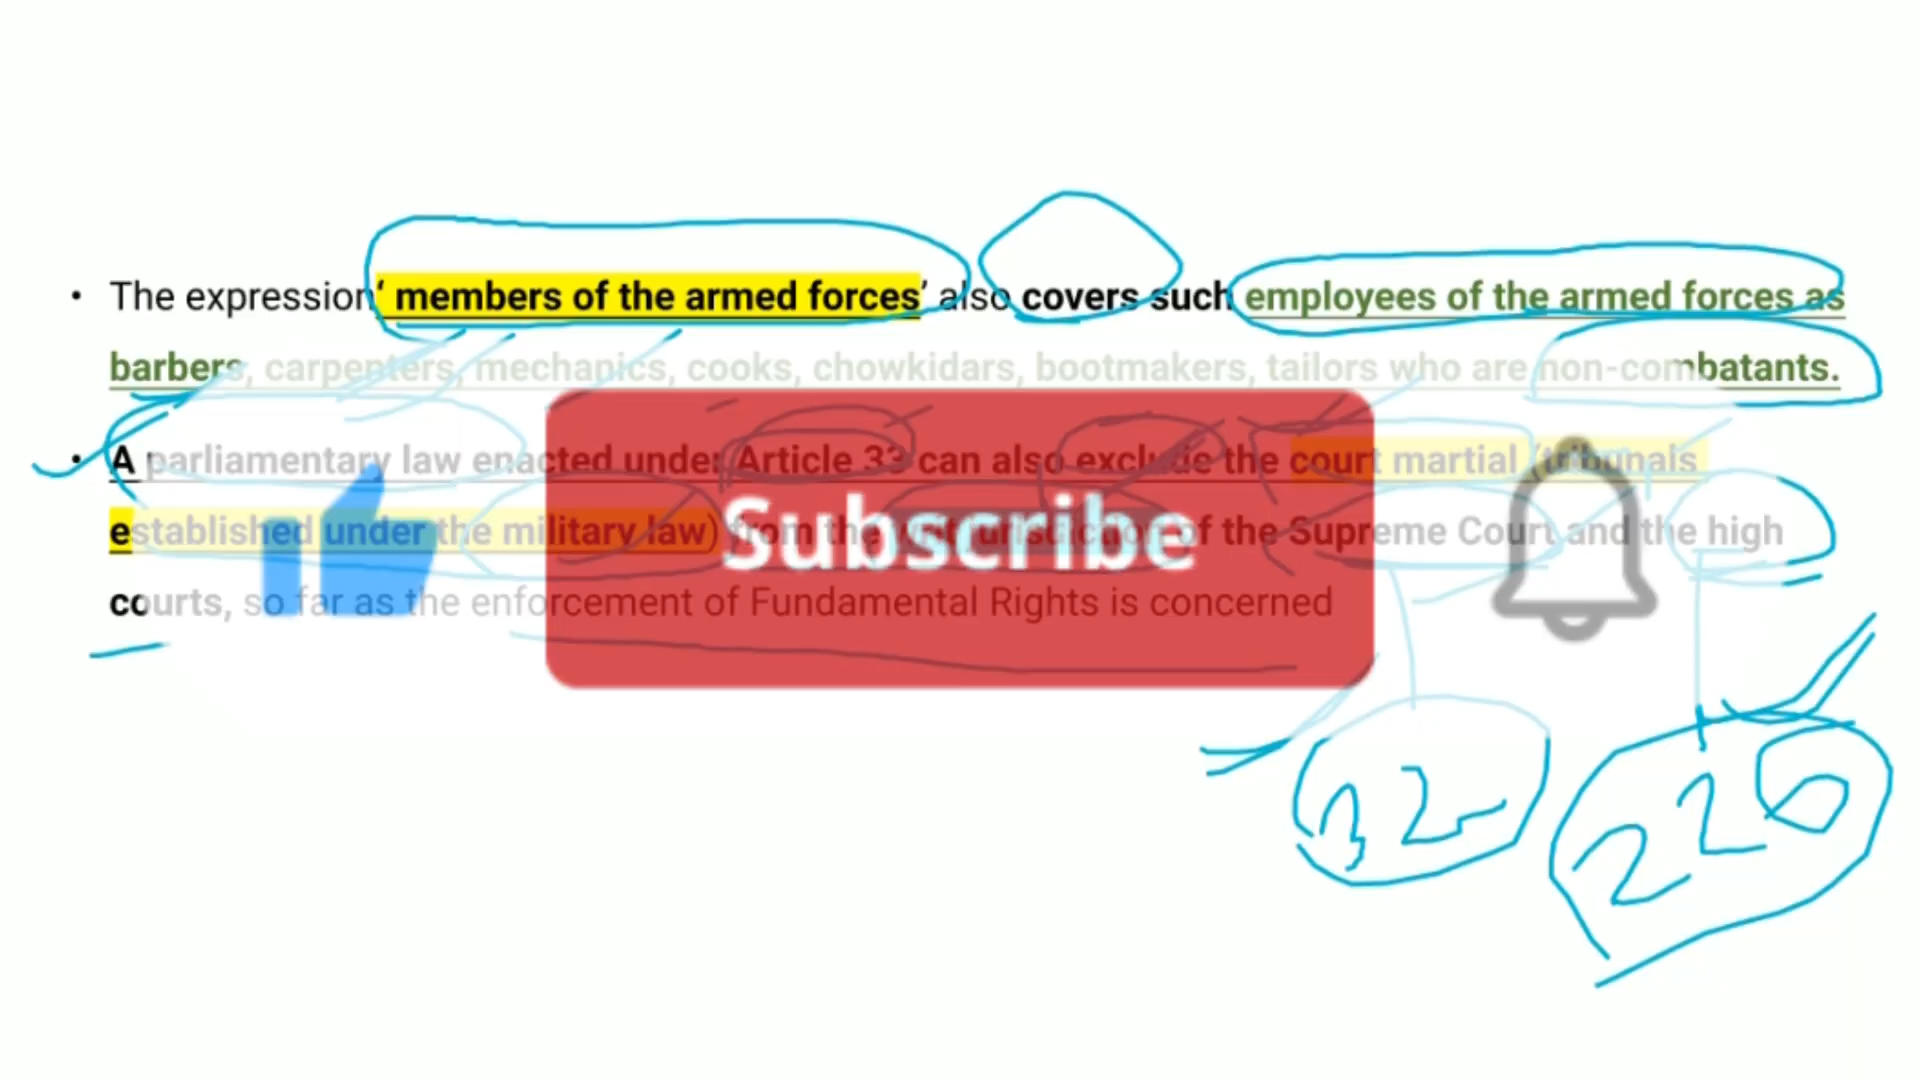 • The expression ‘ members of the armed forces’ also covers such employees of the armed forces as
barbers, carpenters, mechanics, cooks, chowkidars, bootmakers, tailors who are non-combatants.
• A parliamentary law enacted under Article 33 can also exclude the court martial (tribunals
established under the military law) from the writ jurisdiction of the Supreme Court and the high
courts, so far as the enforcement of Fundamental Rights is concerned
Subscribe
32
226